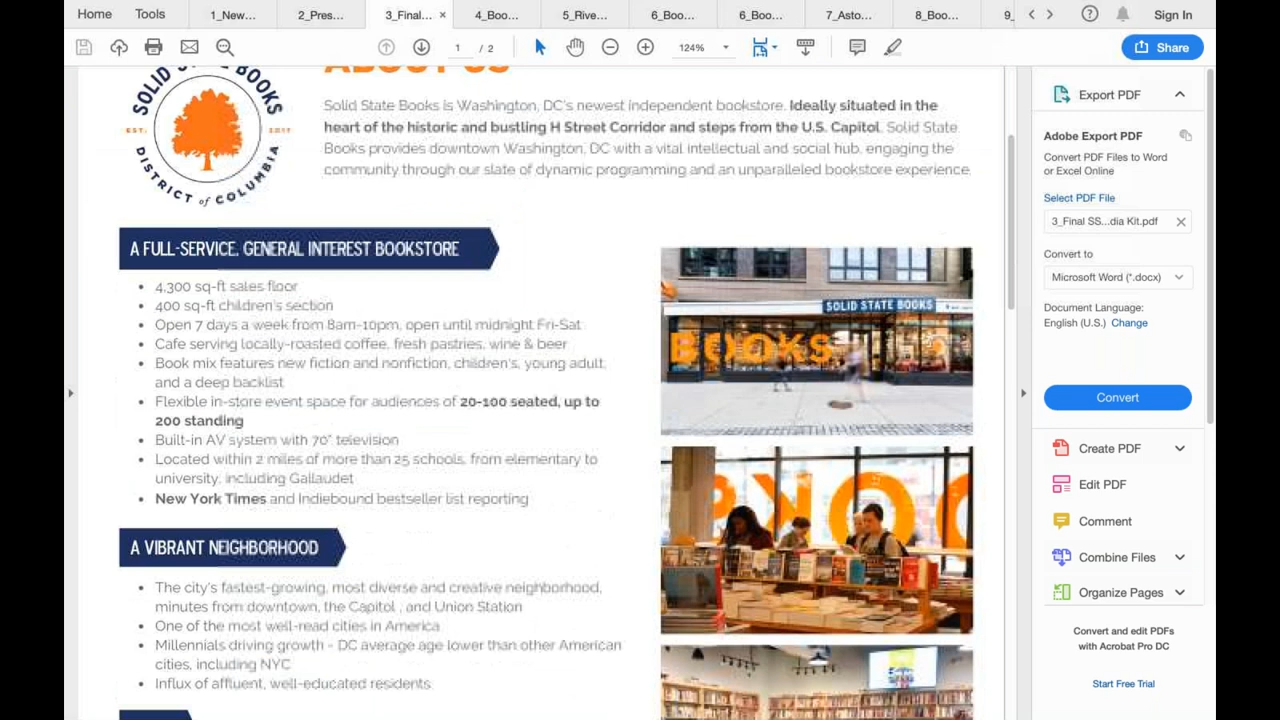 Home Tools 1_New... 2_Pres... 3_Final... × 4_Boo... 5_Rive... 6_Boo... 6_Boo... 7_Asto... 8_Boo... 9_ Sign In
1 / 2 124% Share
ABOUT US
SOLID STATE BOOKS
EST. 2017
DISTRICT of COLUMBIA
Solid State Books is Washington, DC's newest independent bookstore. Ideally situated in the
heart of the historic and bustling H Street Corridor and steps from the U.S. Capitol, Solid State
Books provides downtown Washington, DC with a vital intellectual and social hub, engaging the
community through our slate of dynamic programming and an unparalleled bookstore experience.
A FULL-SERVICE, GENERAL INTEREST BOOKSTORE
• 4,300 sq-ft sales floor
• 400 sq-ft children's section
• Open 7 days a week from 8am-10pm, open until midnight Fri-Sat
• Cafe serving locally-roasted coffee, fresh pastries, wine & beer
• Book mix features new fiction and nonfiction, children's, young adult,
and a deep backlist
• Flexible in-store event space for audiences of 20-100 seated, up to
200 standing
• Built-in AV system with 70" television
• Located within 2 miles of more than 25 schools, from elementary to
university, including Gallaudet
• New York Times and Indiebound bestseller list reporting
A VIBRANT NEIGHBORHOOD
• The city's fastest-growing, most diverse and creative neighborhood,
minutes from downtown, the Capitol , and Union Station
• One of the most well-read cities in America
• Millennials driving growth - DC average age lower than other American
cities, including NYC
• Influx of affluent, well-educated residents
SOLID STATE BOOKS
BOOKS
Export PDF
Adobe Export PDF
Convert PDF Files to Word
or Excel Online
Select PDF File
3_Final SS...dia Kit.pdf
Convert to
Microsoft Word (*.docx)
Document Language:
English (U.S.) Change
Convert
Create PDF
Edit PDF
Comment
Combine Files
Organize Pages
Convert and edit PDFs
with Acrobat Pro DC
Start Free Trial